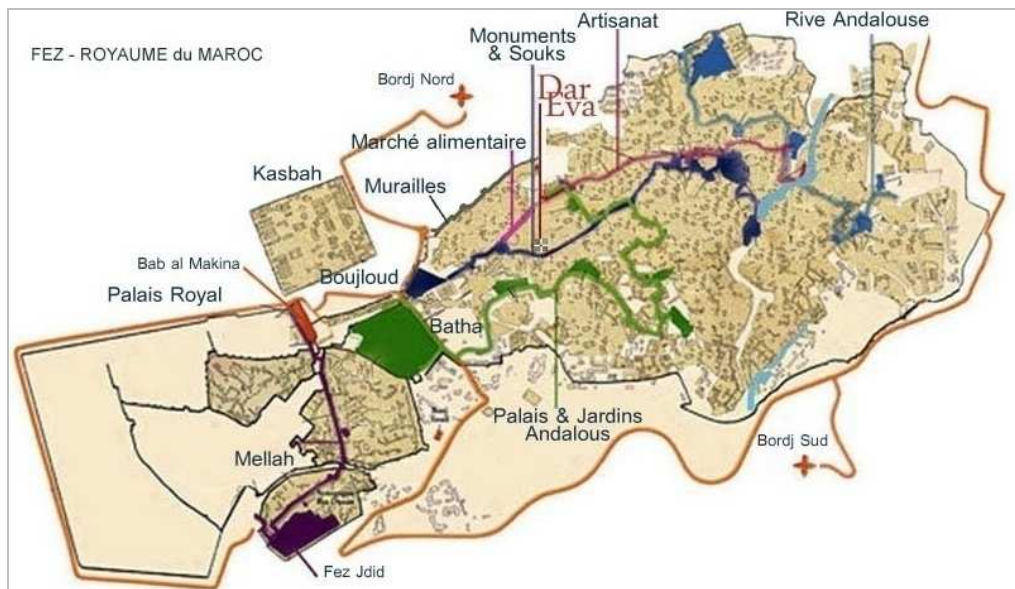 FEZ - ROYAUME du MAROC
Monuments
& Souks
Artisanat
Rive Andalouse
Bordj Nord
Dar
Eva
Marché alimentaire
Kasbah
Murailles
Bab al Makina
Boujloud
Palais Royal
Batha
Palais & Jardins
Andalous
Bordj Sud
Mellah
Fez Jdid